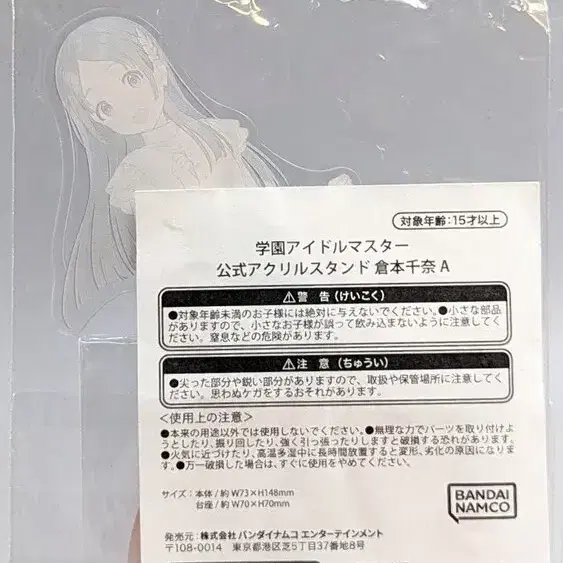 対象年齢:15才以上
学園アイドルマスター
公式アクリルスタンド 倉本千奈 A
⚠警 告(けいこく)
●対象年齢未満のお子様には絶対に与えないでください。●小さな部品
がありますので、小さなお子様が誤って飲み込まないように注意してく
ださい。窒息などの危険があります。
⚠注 意(ちゅうい)
●尖った部分や鋭い部分がありますので、取扱や保管場所に注意してく
ださい。思わぬケガをするおそれがあります。
<使用上の注意>
●本来の用途以外では使用しないでください。●無理な力でパーツを取り付けよ
うとしたり、振り回したり、強く引っ張ったりしますと破損する恐れがあります。
●火気に近づけたり、高温多湿中に長時間放置すると変形、劣化の原因になりま
す。●万一破損した場合は、すぐに使用をやめてください。
サイズ:本体/約 W73×H148mm
台座/約 W70×H70mm
BANDAI
NAMCO
発売元:株式会社 バンダイナムコ エンターテインメント
〒108-0014 東京都港区芝5丁目37番地8号